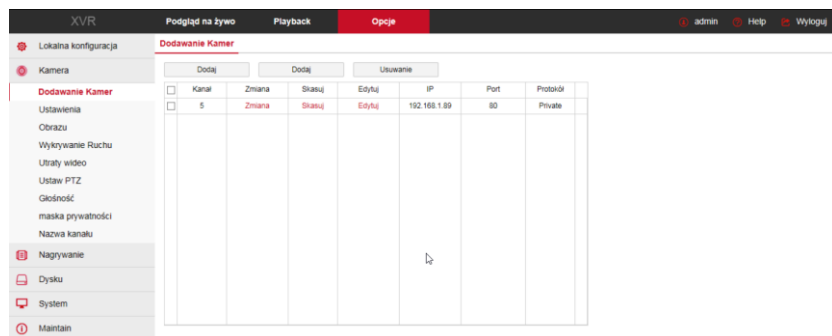 XVR Podgląd na żywo Playback Opcje admin Help Wyloguj
Lokalna konfiguracja
Kamera
Dodawanie Kamer
Ustawienia
Obrazu
Wykrywanie Ruchu
Utraty wideo
Ustaw PTZ
Głośność
maska prywatności
Nazwa kanału
Nagrywanie
Dysku
System
Maintain
Dodawanie Kamer
Dodaj Dodaj Usuwanie
Kanał Zmiana Skasuj Edytuj IP Port Protokół
5 Zmiana Skasuj Edytuj 192.168.1.89 80 Private